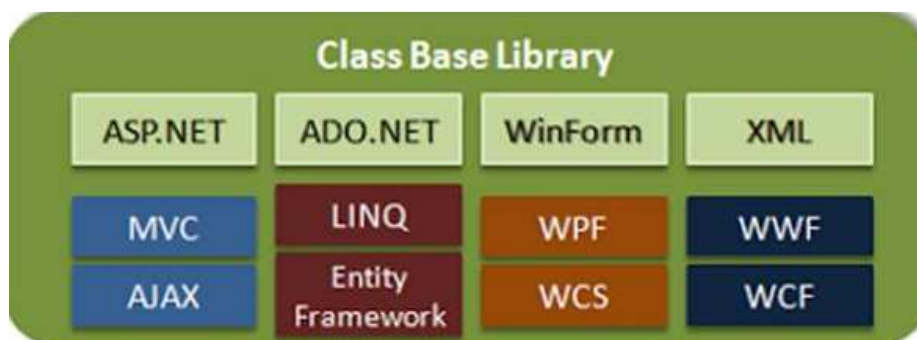 Class Base Library
ASP.NET ADO.NET WinForm XML
MVC LINQ WPF WWF
AJAX Entity Framework WCS WCF